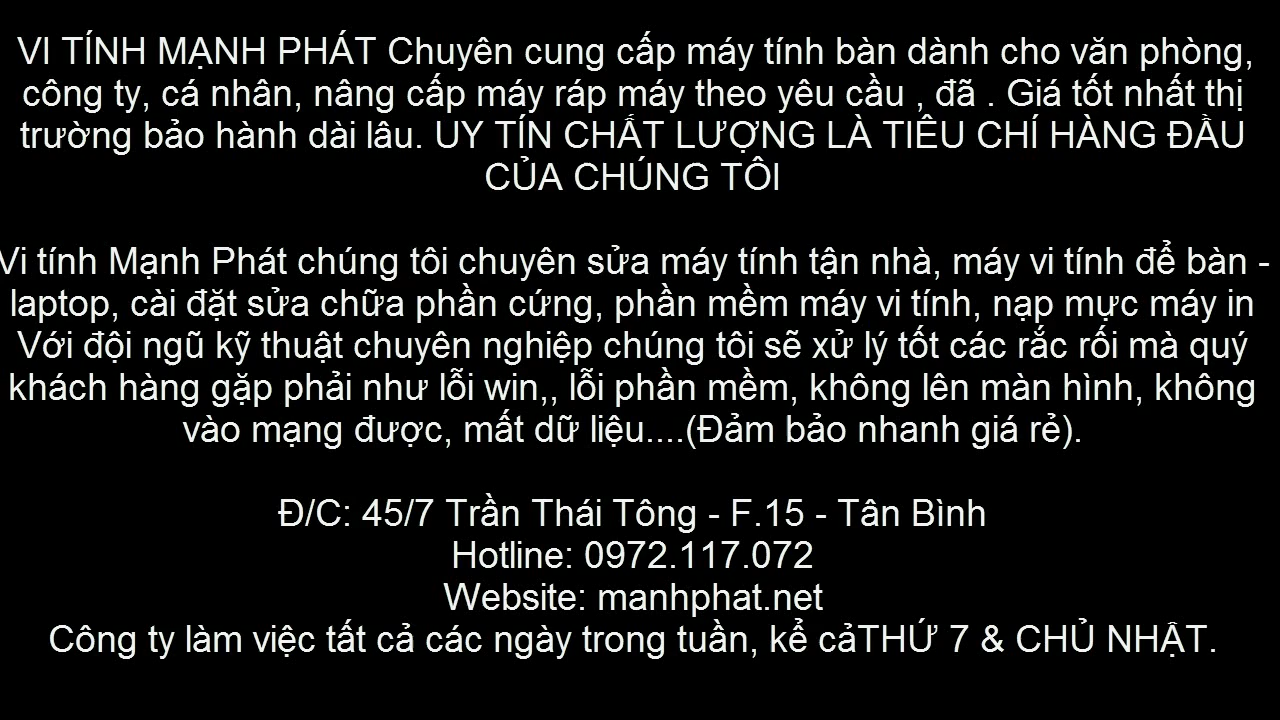 VI TÍNH MẠNH PHÁT Chuyên cung cấp máy tính bàn dành cho văn phòng,
công ty, cá nhân, nâng cấp máy ráp máy theo yêu cầu , đã . Giá tốt nhất thị
trường bảo hành dài lâu. UY TÍN CHẤT LƯỢNG LÀ TIÊU CHÍ HÀNG ĐẦU
CỦA CHÚNG TÔI
Vi tính Mạnh Phát chúng tôi chuyên sửa máy tính tận nhà, máy vi tính để bàn -
laptop, cài đặt sửa chữa phần cứng, phần mềm máy vi tính, nạp mực máy in
Với đội ngũ kỹ thuật chuyên nghiệp chúng tôi sẽ xử lý tốt các rắc rối mà quý
khách hàng gặp phải như lỗi win,, lỗi phần mềm, không lên màn hình, không
vào mạng được, mất dữ liệu....(Đảm bảo nhanh giá rẻ).
Đ/C: 45/7 Trần Thái Tông - F.15 - Tân Bình
Hotline: 0972.117.072
Website: manhphat.net
Công ty làm việc tất cả các ngày trong tuần, kể cảTHỨ 7 & CHỦ NHẬT.